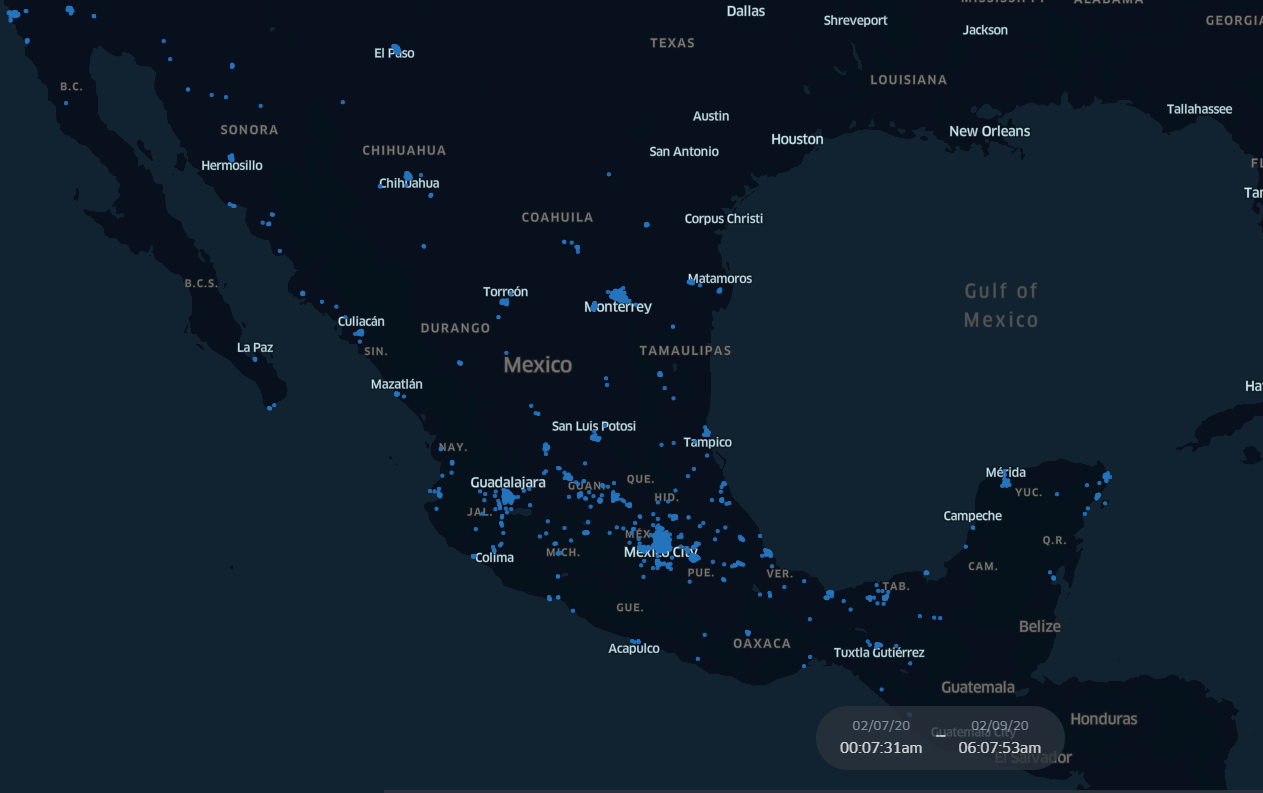 MISSISSIPPI
ALABAMA
Dallas
Shreveport
GEORGIA
Jackson
TEXAS
El Paso
LOUISIANA
B.C.
Tallahassee
Austin
SONORA
New Orleans
Houston
CHIHUAHUA
San Antonio
Hermosillo
FL
Chihuahua
Tar
COAHUILA
Corpus Christi
Matamoros
B.C.S.
Torreón
Gulf of
Mexico
Monterrey
Culiacán
DURANGO
La Paz
SIN.
TAMAULIPAS
Mexico
Mazatlán
Ha
San Luis Potosi
Tampico
NAY.
Mérida
QUE.
Guadalajara
GUAN.
YUC.
HID.
JAL.
Campeche
MÉX.
Q.R.
Mexico City
MICH.
Colima
CAM.
PUE.
VER.
TAB.
GUE.
Belize
OAXACA
Acapulco
Tuxtla Gutiérrez
Guatemala
Honduras
02/07/20 02/09/20
Guatemala City
00:07:31am – 06:07:53am
El Salvador